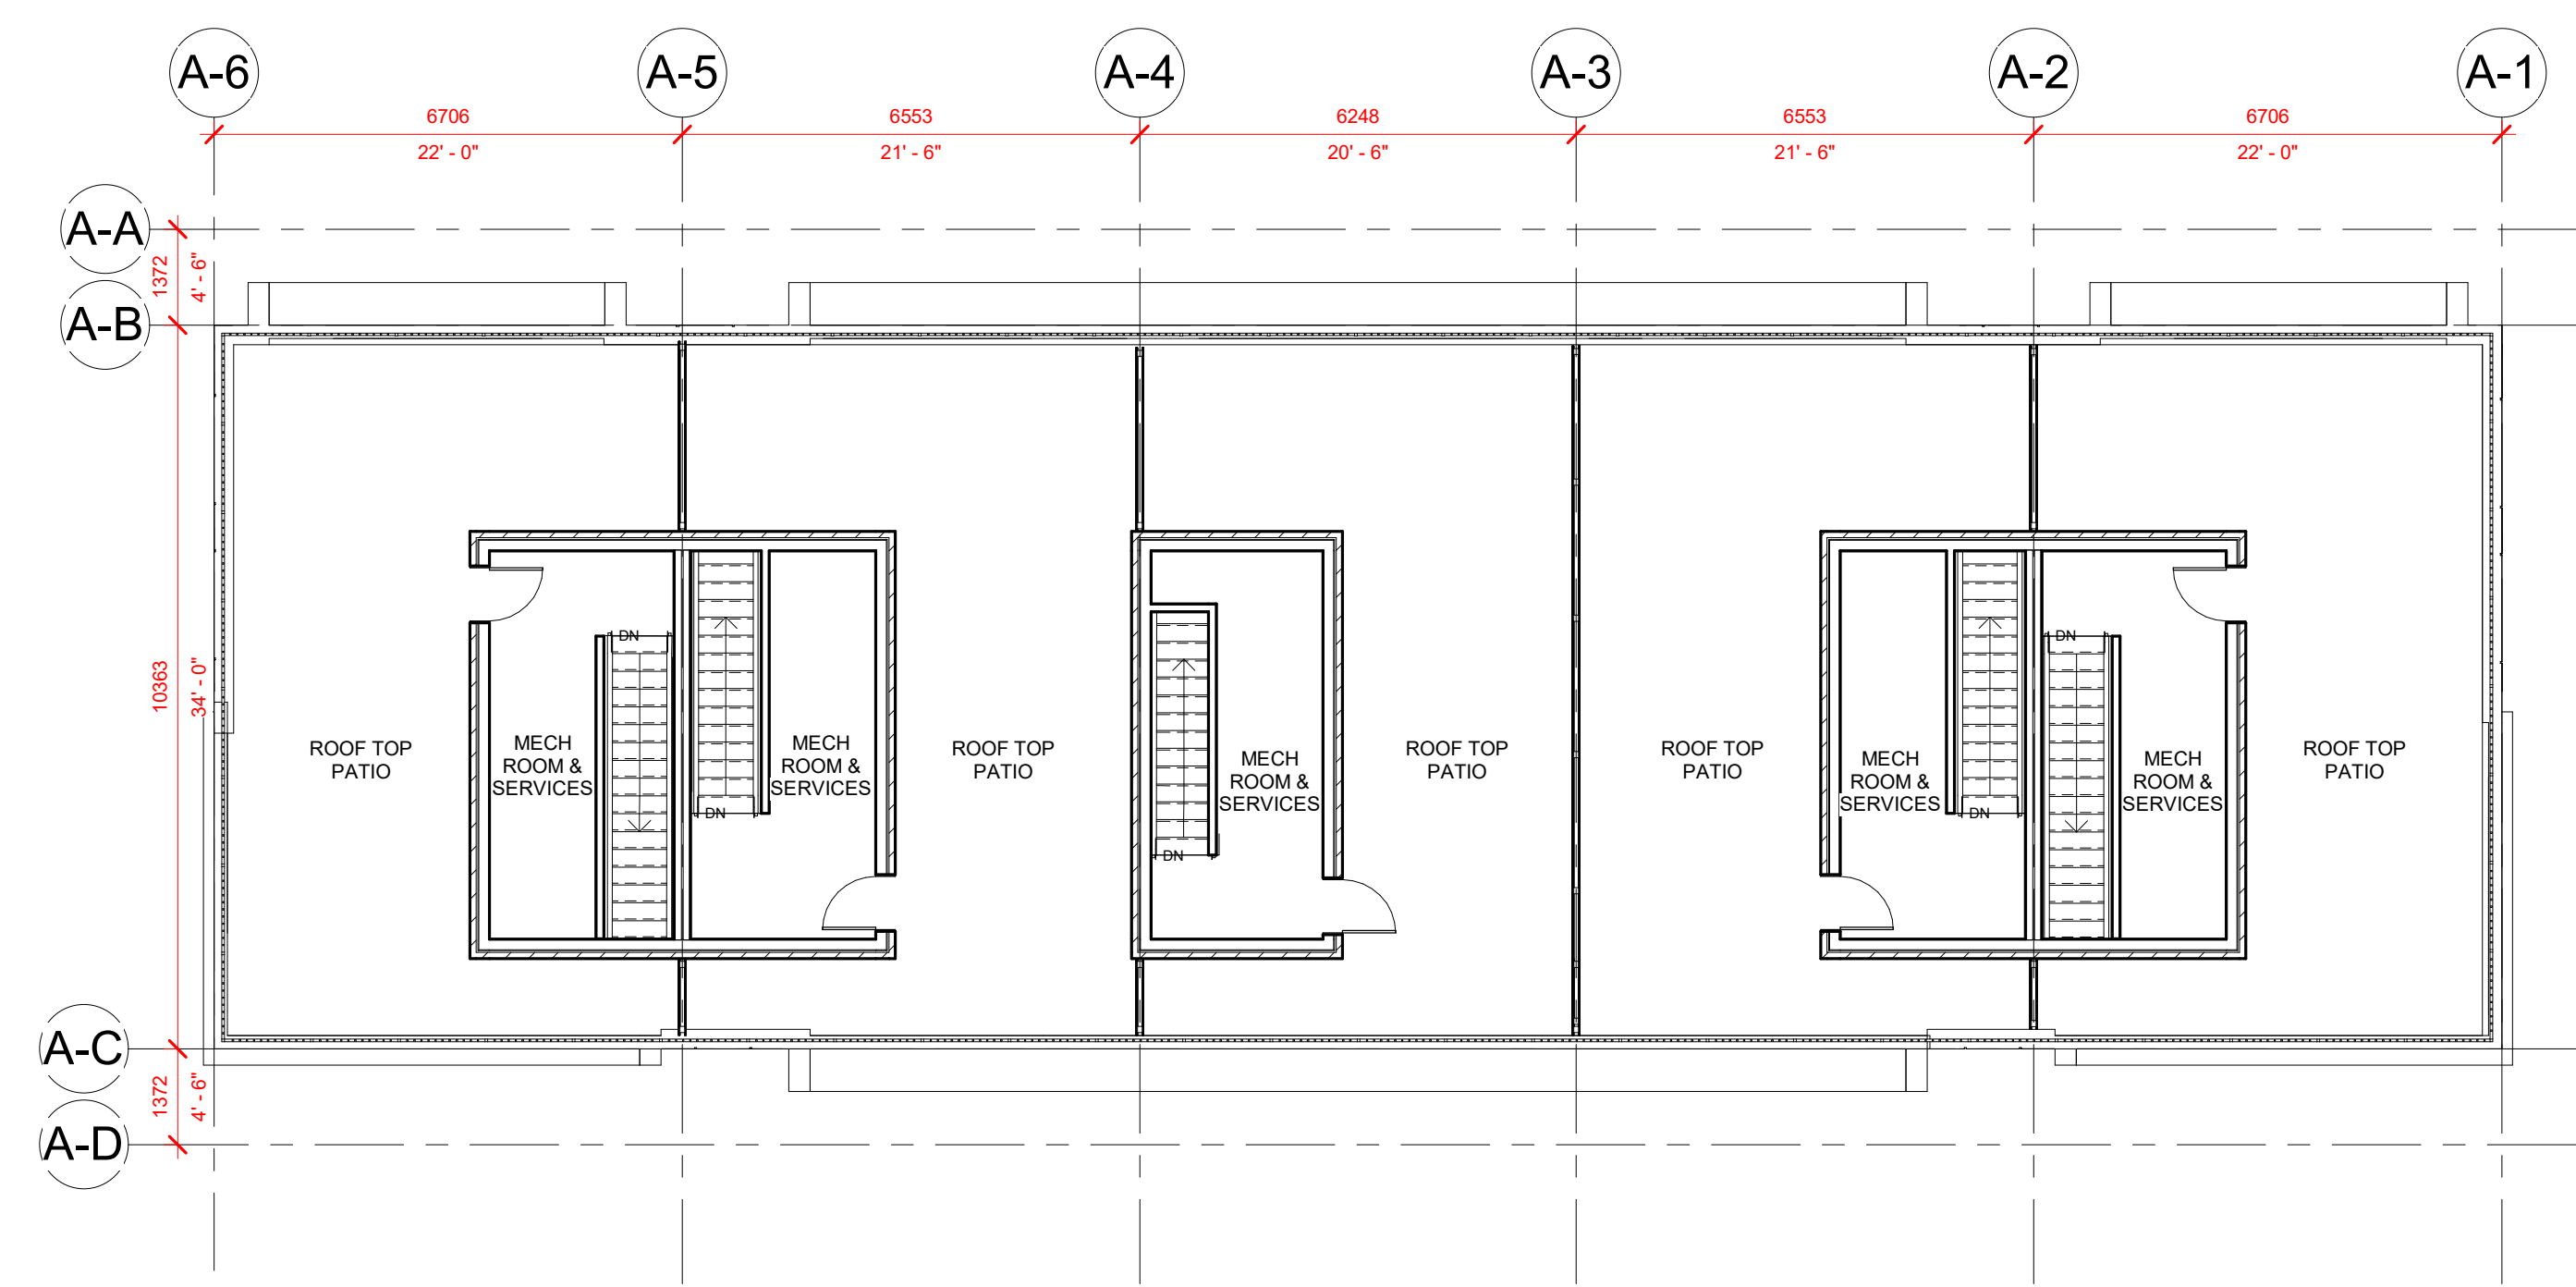 A-6 A-5 A-4 A-3 A-2 A-1
6706 6553 6248 6553 6706
22' - 0" 21' - 6" 20' - 6" 21' - 6" 22' - 0"
A-A
1372
4' - 6"
A-B
10363
34' - 0"
A-C
1372
4' - 6"
A-D
ROOF TOP
PATIO
MECH
ROOM &
SERVICES
DN
DN
MECH
ROOM &
SERVICES
ROOF TOP
PATIO
DN
MECH
ROOM &
SERVICES
ROOF TOP
PATIO
ROOF TOP
PATIO
MECH
ROOM &
SERVICES
DN
DN
MECH
ROOM &
SERVICES
ROOF TOP
PATIO